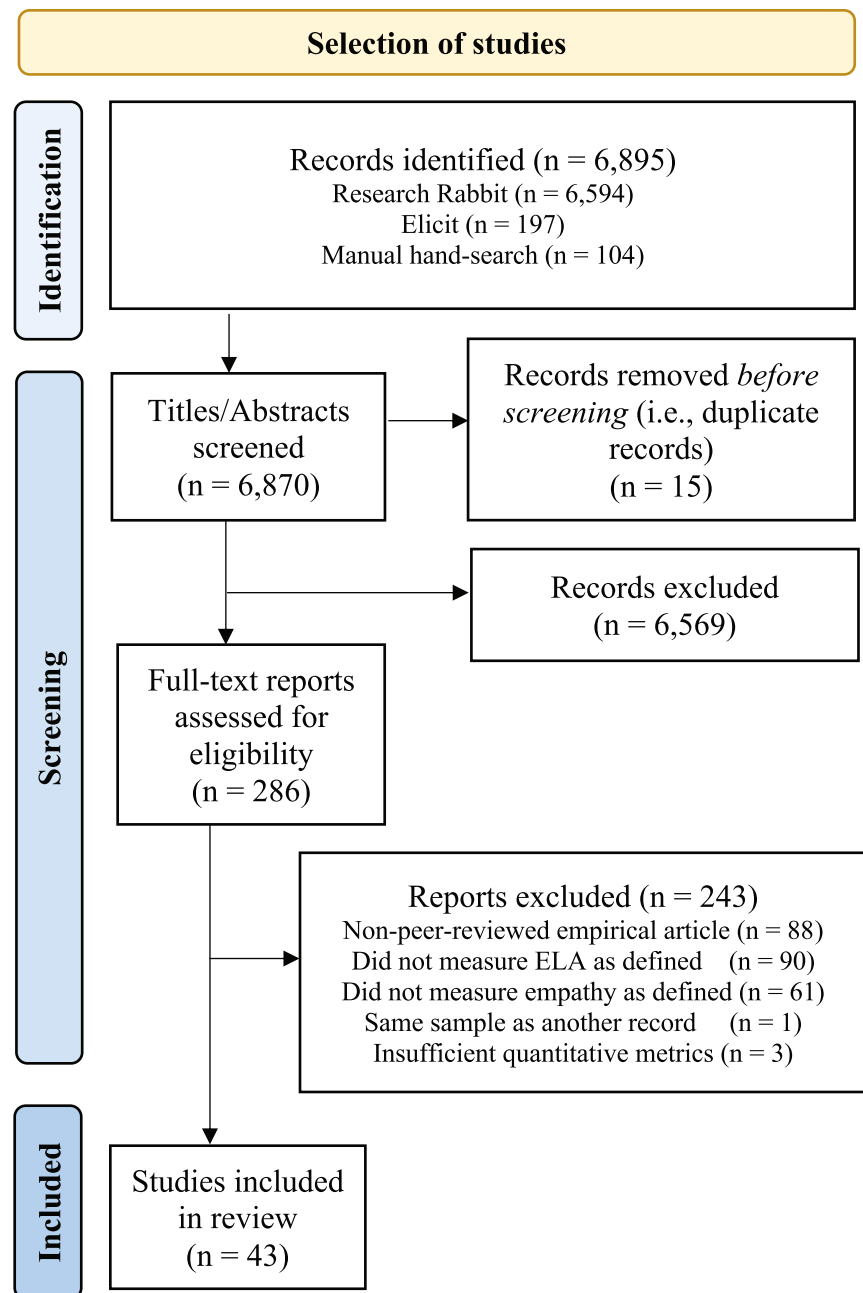 Selection of studies
Identification
Records identified (n = 6,895)
Research Rabbit (n = 6,594)
Elicit (n = 197)
Manual hand-search (n = 104)
Screening
Titles/Abstracts
screened
(n = 6,870)
Records removed before
screening (i.e., duplicate
records)
(n = 15)
Records excluded
(n = 6,569)
Full-text reports
assessed for
eligibility
(n = 286)
Reports excluded (n = 243)
Non-peer-reviewed empirical article (n = 88)
Did not measure ELA as defined (n = 90)
Did not measure empathy as defined (n = 61)
Same sample as another record (n = 1)
Insufficient quantitative metrics (n = 3)
Included
Studies included
in review
(n = 43)